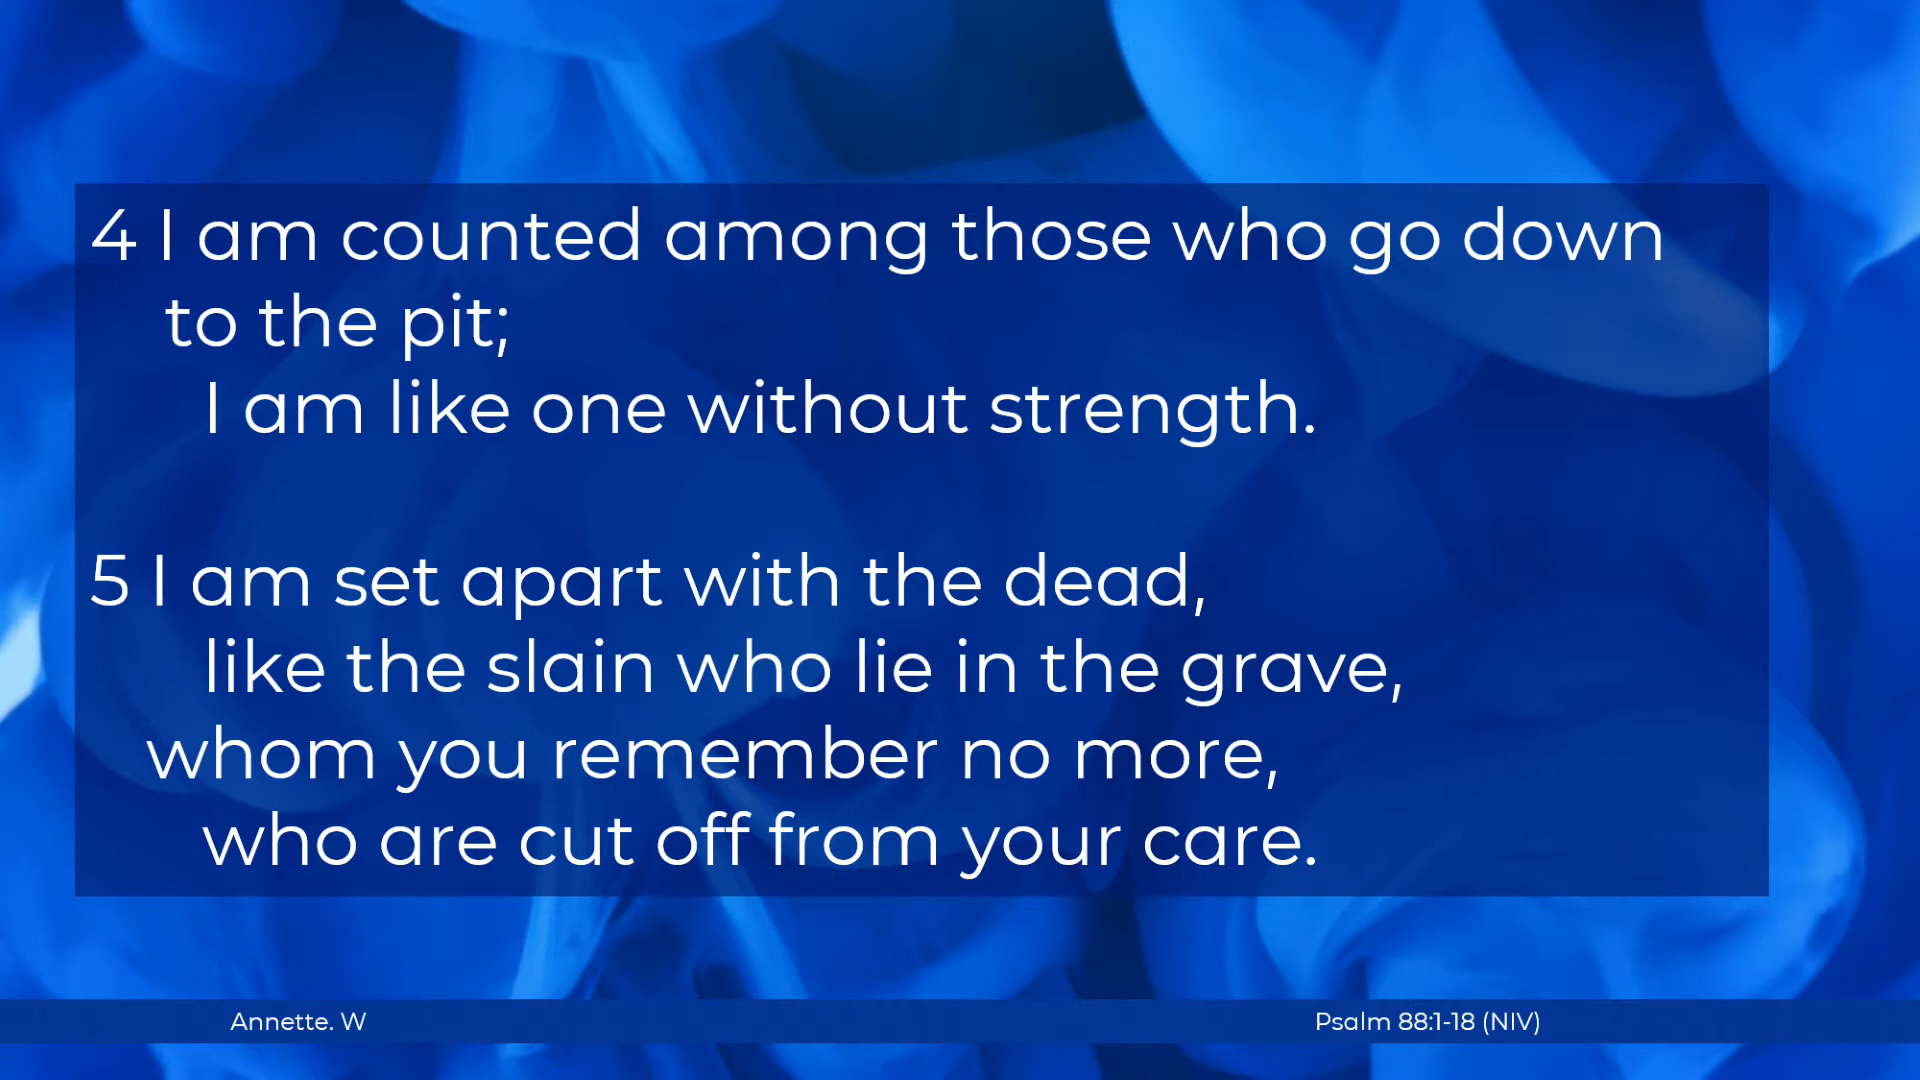 4 I am counted among those who go down
to the pit;
I am like one without strength.
5 I am set apart with the dead,
like the slain who lie in the grave,
whom you remember no more,
who are cut off from your care.
Annette. W
Psalm 88:1-18 (NIV)